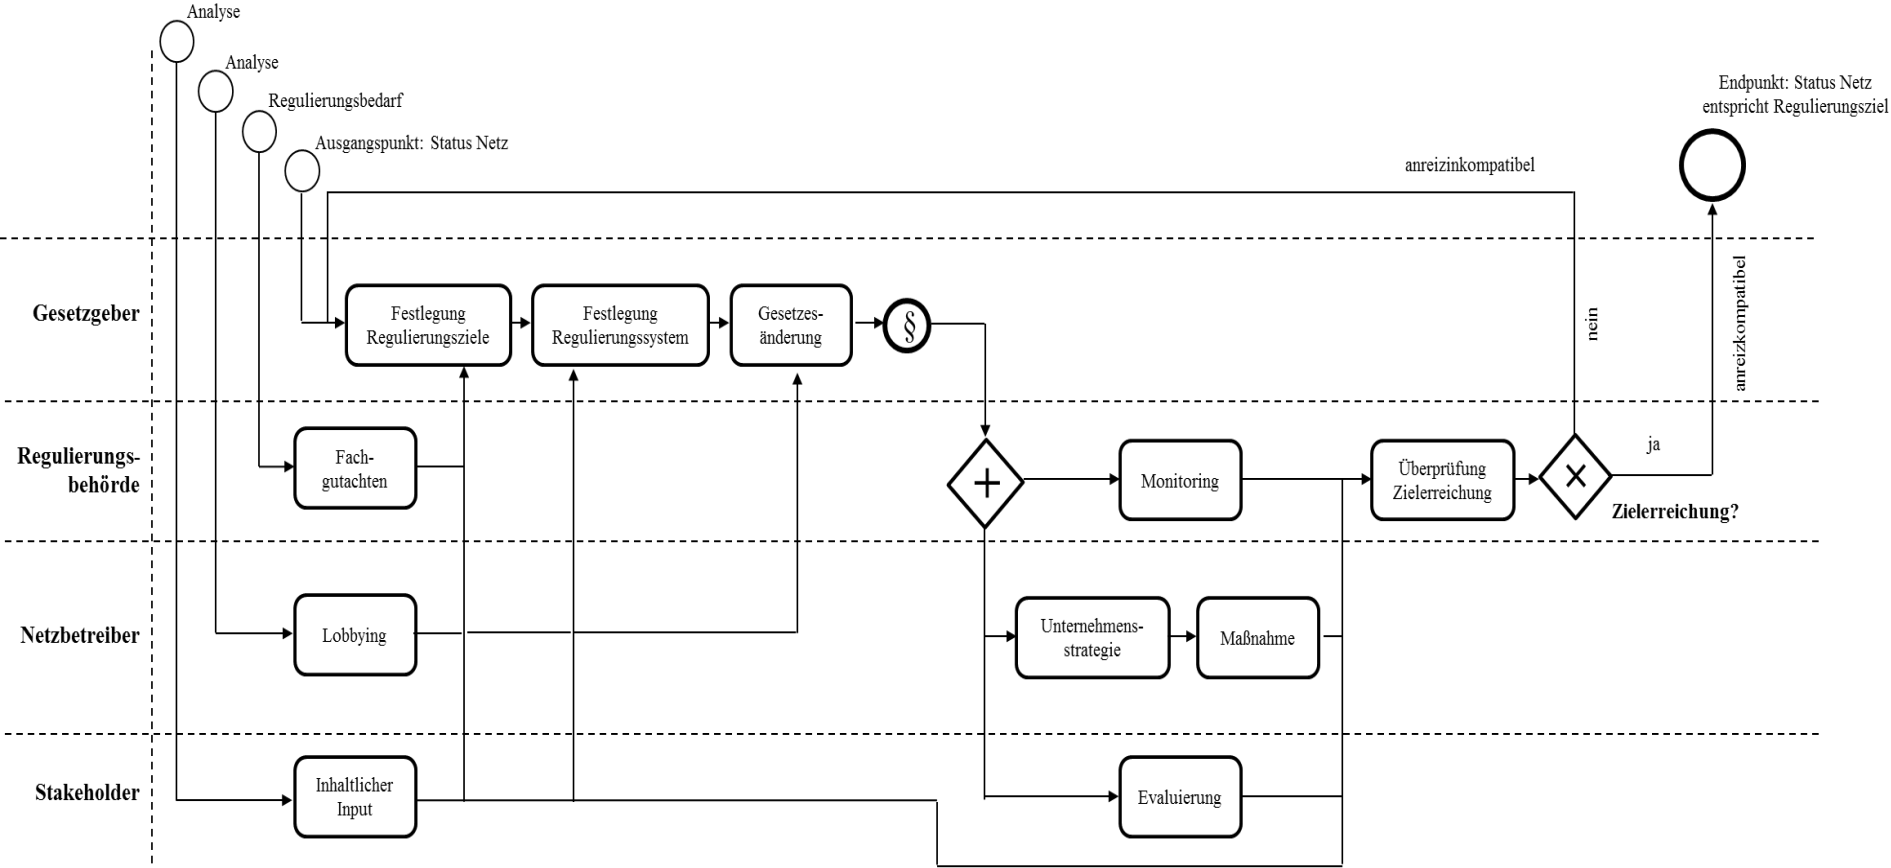 Analyse
Analyse
Regulierungsbedarf
Ausgangspunkt: Status Netz
Endpunkt: Status Netz
entspricht Regulierungsziel
anreizinkompatibel
Gesetzgeber
Festlegung
Regulierungsziele
Festlegung
Regulierungssystem
Gesetzes-
änderung
§
nein
anreizkompatibel
Regulierungs-
behörde
Fach-
gutachten
Monitoring
Überprüfung
Zielerreichung
ja
Zielerreichung?
Netzbetreiber
Lobbying
Unternehmens-
strategie
Maßnahme
Stakeholder
Inhaltlicher
Input
Evaluierung